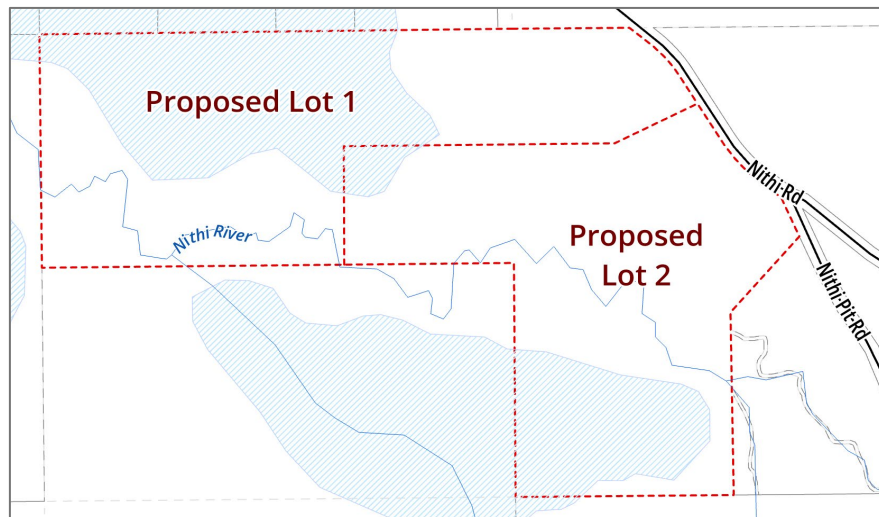 Proposed Lot 1
Nithi Rd
Nithi River
Proposed
Lot 2
Nithi-Pit-Rd